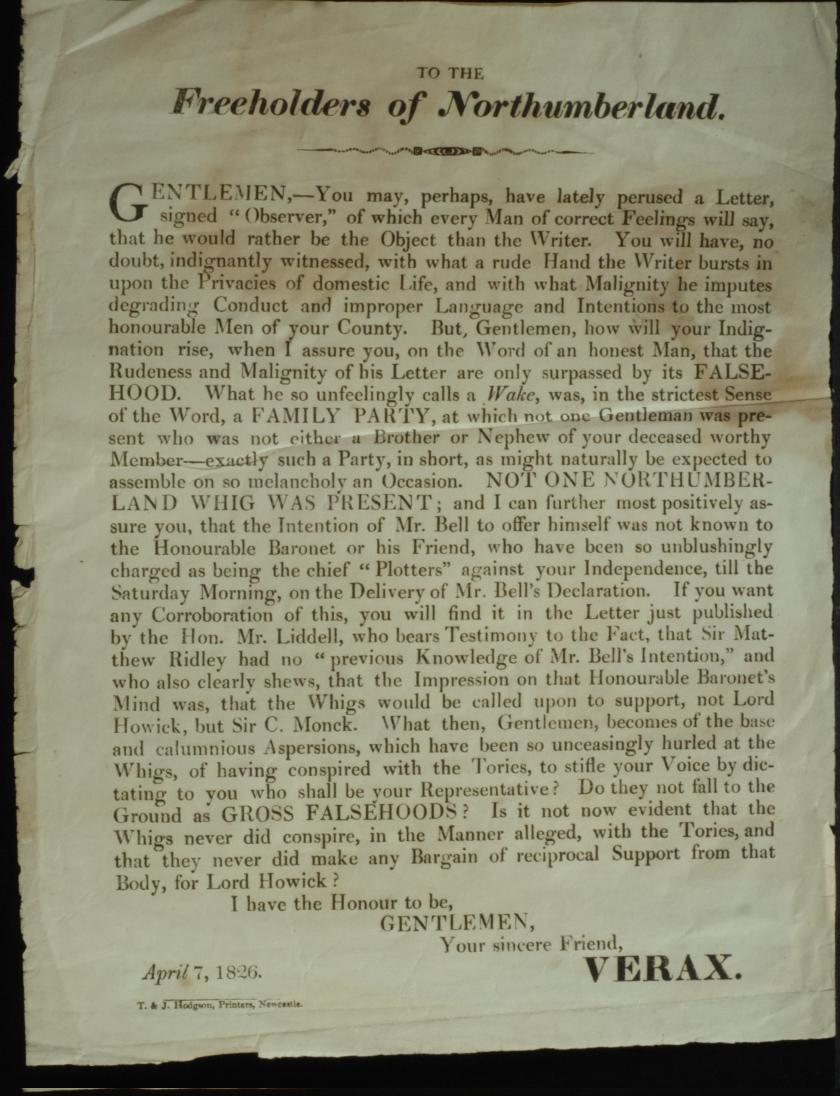 TO THE
Freeholders of Northumberland.
GENTLEMEN,—You may, perhaps, have lately perused a Letter,
signed “Observer,” of which every Man of correct Feelings will say,
that he would rather be the Object than the Writer. You will have, no
doubt, indignantly witnessed, with what a rude Hand the Writer bursts in
upon the Privacies of domestic Life, and with what Malignity he imputes
degrading Conduct and improper Language and Intentions to the most
honourable Men of your County. But, Gentlemen, how will your Indig-
nation rise, when I assure you, on the Word of an honest Man, that the
Rudeness and Malignity of his Letter are only surpassed by its FALSE-
HOOD. What he so unfeelingly calls a Wake, was, in the strictest Sense
of the Word, a FAMILY PARTY, at which not one Gentleman was pre-
sent who was not either a Brother or Nephew of your deceased worthy
Member—exactly such a Party, in short, as might naturally be expected to
assemble on so melancholy an Occasion. NOT ONE NORTHUMBER-
LAND WHIG WAS PRESENT; and I can further most positively as-
sure you, that the Intention of Mr. Bell to offer himself was not known to
the Honourable Baronet or his Friend, who have been so unblushingly
charged as being the chief “Plotters” against your Independence, till the
Saturday Morning, on the Delivery of Mr. Bell's Declaration. If you want
any Corroboration of this, you will find it in the Letter just published
by the Hon. Mr. Liddell, who bears Testimony to the Fact, that Sir Mat-
thew Ridley had no “previous Knowledge of Mr. Bell's Intention,” and
who also clearly shews, that the Impression on that Honourable Baronet's
Mind was, that the Whigs would be called upon to support, not Lord
Howick, but Sir C. Monck. What then, Gentlemen, becomes of the base
and calumnious Aspersions, which have been so unceasingly hurled at the
Whigs, of having conspired with the Tories, to stifle your Voice by dic-
tating to you who shall be your Representative? Do they not fall to the
Ground as GROSS FALSEHOODS? Is it not now evident that the
Whigs never did conspire, in the Manner alleged, with the Tories, and
that they never did make any Bargain of reciprocal Support from that
Body, for Lord Howick?
I have the Honour to be,
GENTLEMEN,
Your sincere Friend,
VERAX.
April 7, 1826.
T. & J. Hodgson, Printers, Newcastle.